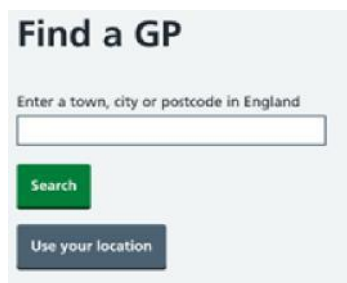 Find a GP
Enter a town, city or postcode in England
Search
Use your location